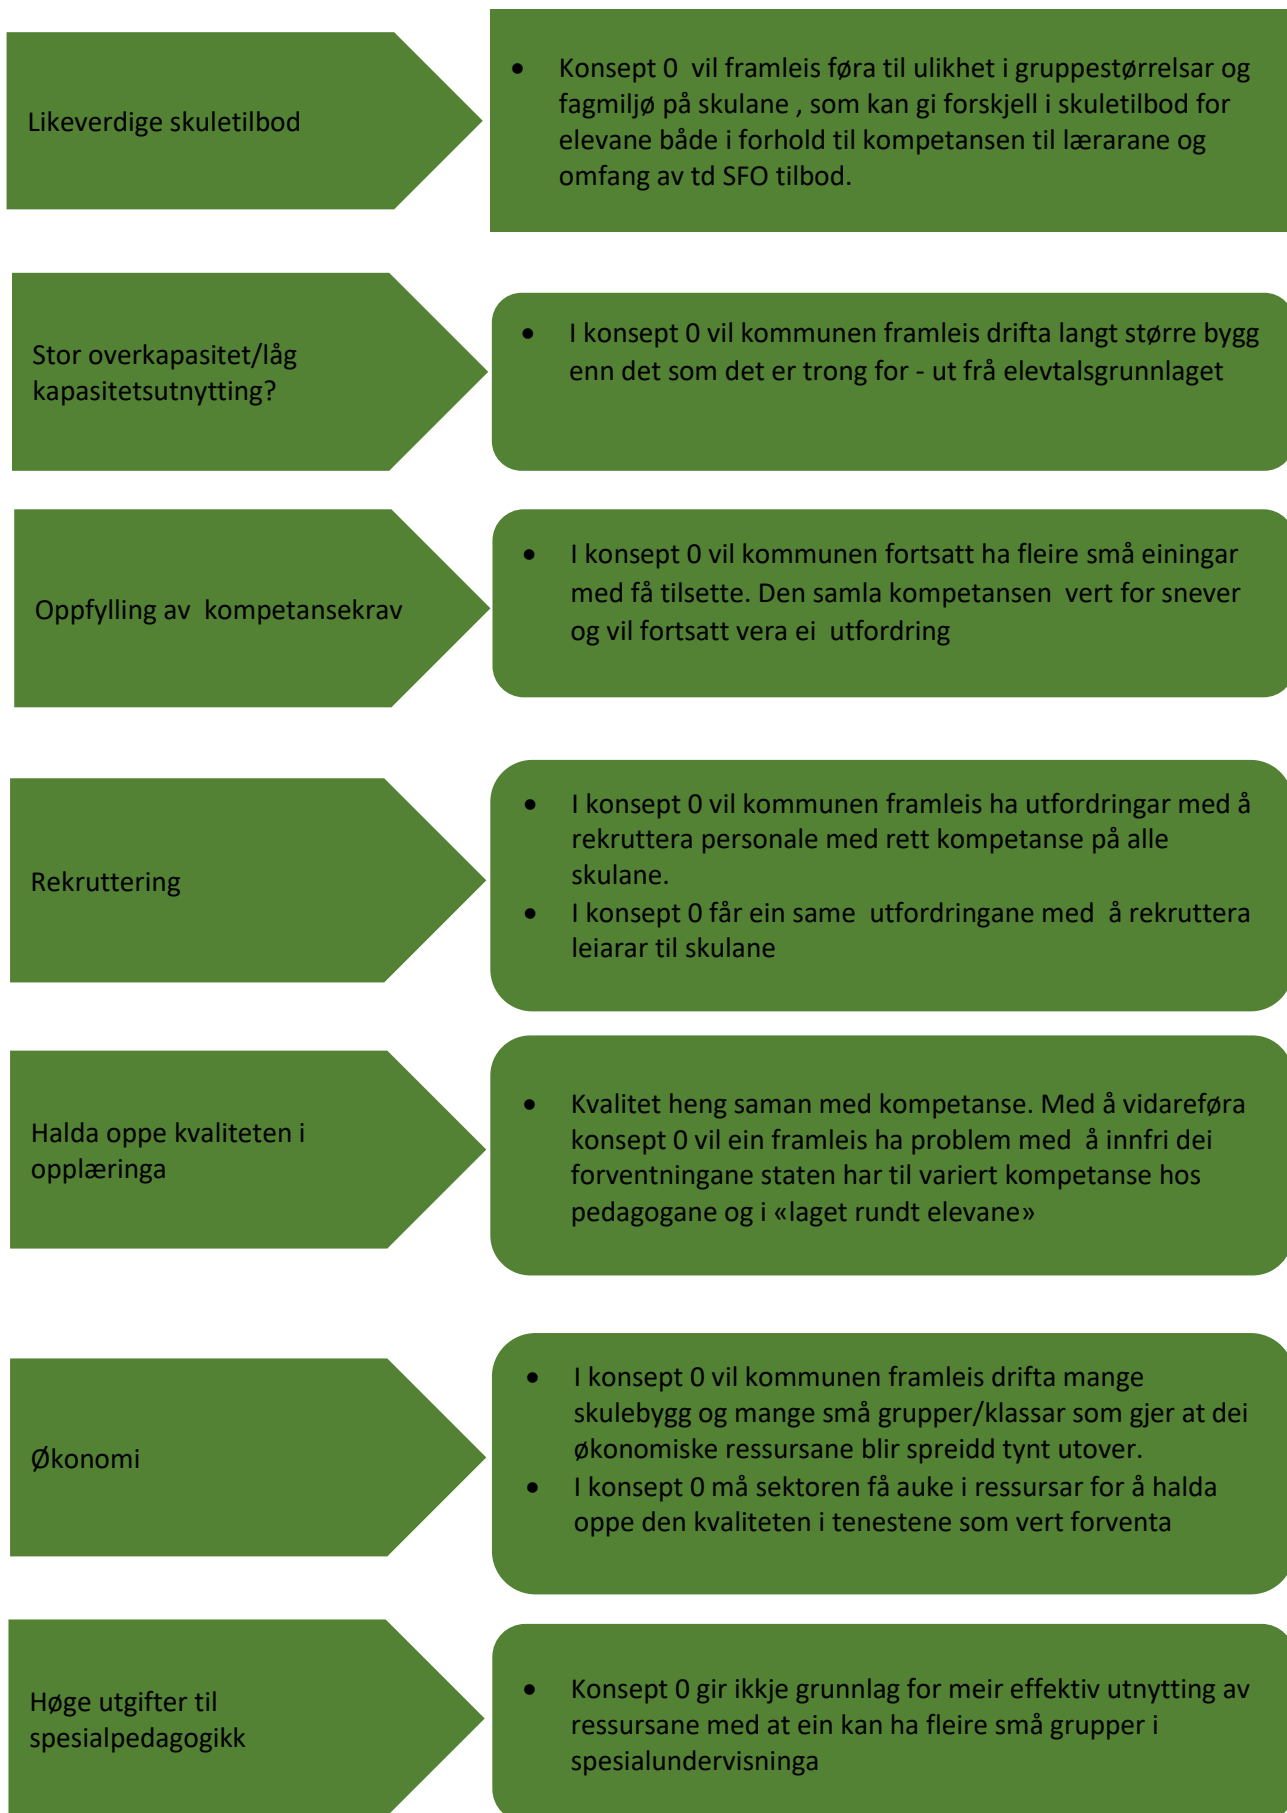 Likeverdige skuletilbod
• Konsept 0 vil framleis føra til ulikhet i gruppestørrelsar og
fagmiljø på skulane , som kan gi forskjell i skuletilbod for
elevane både i forhold til kompetansen til lærarane og
omfang av td SFO tilbod.
Stor overkapasitet/låg
kapasitetsutnytting?
• I konsept 0 vil kommunen framleis drifta langt større bygg
enn det som det er trong for - ut frå elevtalsgrunnlaget
Oppfylling av kompetansekrav
• I konsept 0 vil kommunen fortsatt ha fleire små einingar
med få tilsette. Den samla kompetansen vert for snever
og vil fortsatt vera ei utfordring
Rekruttering
• I konsept 0 vil kommunen framleis ha utfordringar med å
rekruttera personale med rett kompetanse på alle
skulane.
• I konsept 0 får ein same utfordringane med å rekruttera
leiarar til skulane
Halda oppe kvaliteten i
opplæringa
• Kvalitet heng saman med kompetanse. Med å vidareføra
konsept 0 vil ein framleis ha problem med å innfri dei
forventningane staten har til variert kompetanse hos
pedagogane og i «laget rundt elevane»
Økonomi
• I konsept 0 vil kommunen framleis drifta mange
skulebygg og mange små grupper/klassar som gjer at dei
økonomiske ressursane blir spreidd tynt utover.
• I konsept 0 må sektoren få auke i ressursar for å halda
oppe den kvaliteten i tenestene som vert forventa
Høge utgifter til
spesialpedagogikk
• Konsept 0 gir ikkje grunnlag for meir effektiv utnytting av
ressursane med at ein kan ha fleire små grupper i
spesialundervisninga